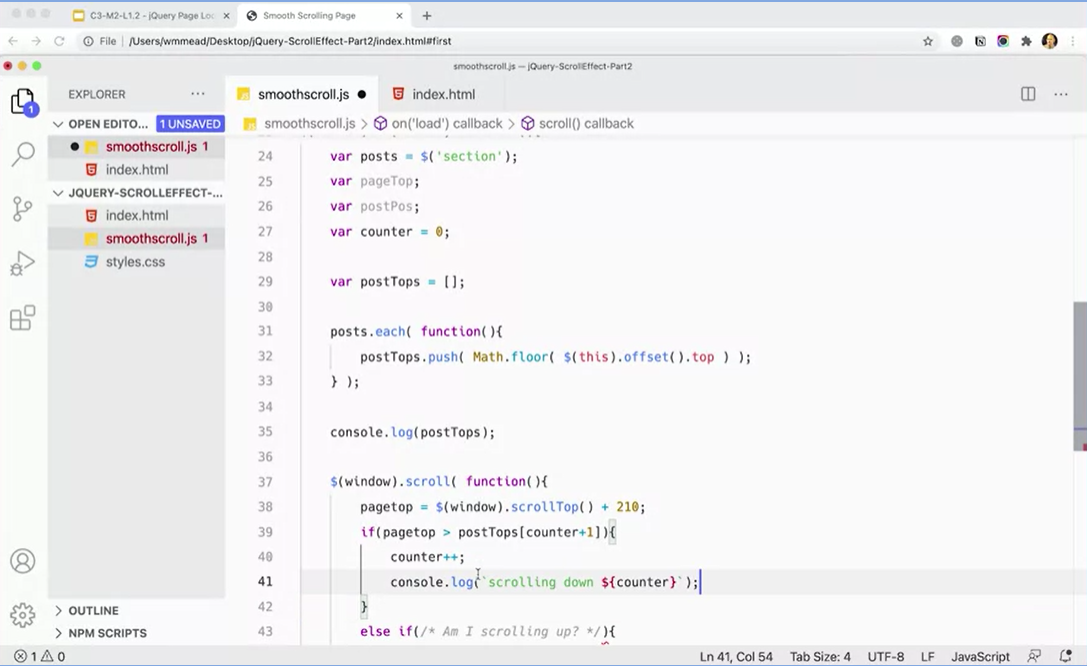 C3-M2-L1.2 - jQuery Page Loc
Smooth Scrolling Page
File | /Users/wmmead/Desktop/jQuery-ScrollEffect-Part2/index.html#first
smoothscroll.js — jQuery-ScrollEffect-Part2
EXPLORER
smoothscroll.js
index.html
1
OPEN EDITO... 1 UNSAVED
smoothscroll.js > on('load') callback > scroll() callback
smoothscroll.js 1
index.html
JQUERY-SCROLLEFFECT-...
index.html
smoothscroll.js 1
styles.css
24 var posts = $('section');
25 var pageTop;
26 var postPos;
27 var counter = 0;
28
29 var postTops = [];
30
31 posts.each( function(){
32 postTops.push( Math.floor( $(this).offset().top ) );
33 } );
34
35 console.log(postTops);
36
37 $(window).scroll( function(){
38 pagetop = $(window).scrollTop() + 210;
39 if(pagetop > postTops[counter+1]){
40 counter++;
41 console.log(`scrolling down ${counter}`);
42 }
43 else if(/* Am I scrolling up? */){
OUTLINE
NPM SCRIPTS
1 0
Ln 41, Col 54 Tab Size: 4 UTF-8 LF JavaScript